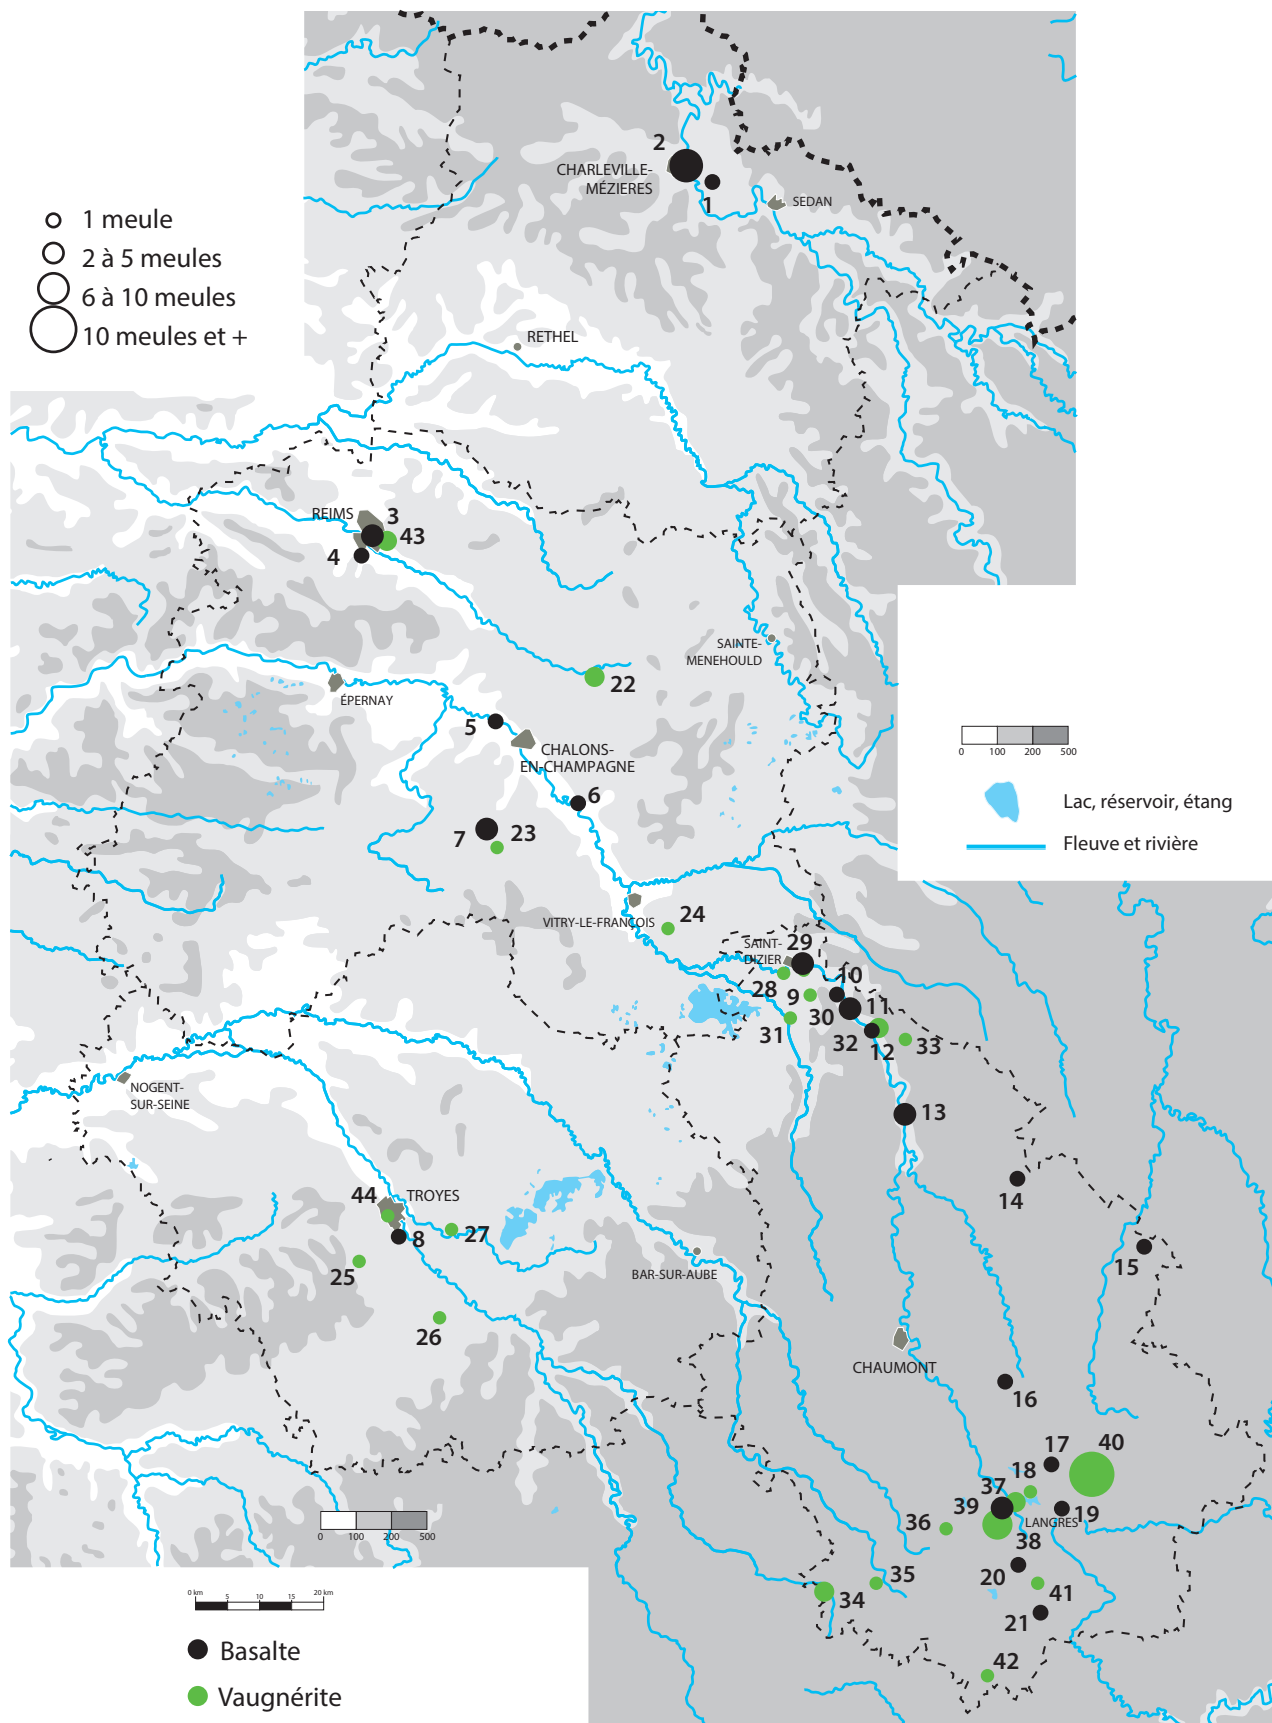 2
CHARLEVILLE-
MÉZIERES
1
SEDAN
1 meule
2 à 5 meules
6 à 10 meules
10 meules et +
RETHEL
REIMS
3
43
4
SAINTE-
MENEHOULD
22
ÉPERNAY
5
CHALONS-
EN-CHAMPAGNE
6
7
23
0 100 200 500
Lac, réservoir, étang
Fleuve et rivière
VITRY-LE-FRANÇOIS
24
SAINT-
DIZIER
29
28
9
10
30
11
31
32
12
33
NOGENT-
SUR-SEINE
13
14
44
TROYES
8
27
25
15
BAR-SUR-AUBE
26
CHAUMONT
16
17
40
18
37
39
19
LANGRES
36
38
0 100 200 500
20
35
41
34
21
0 km 5 10 15 20 km
Basalte
42
Vaugnérite